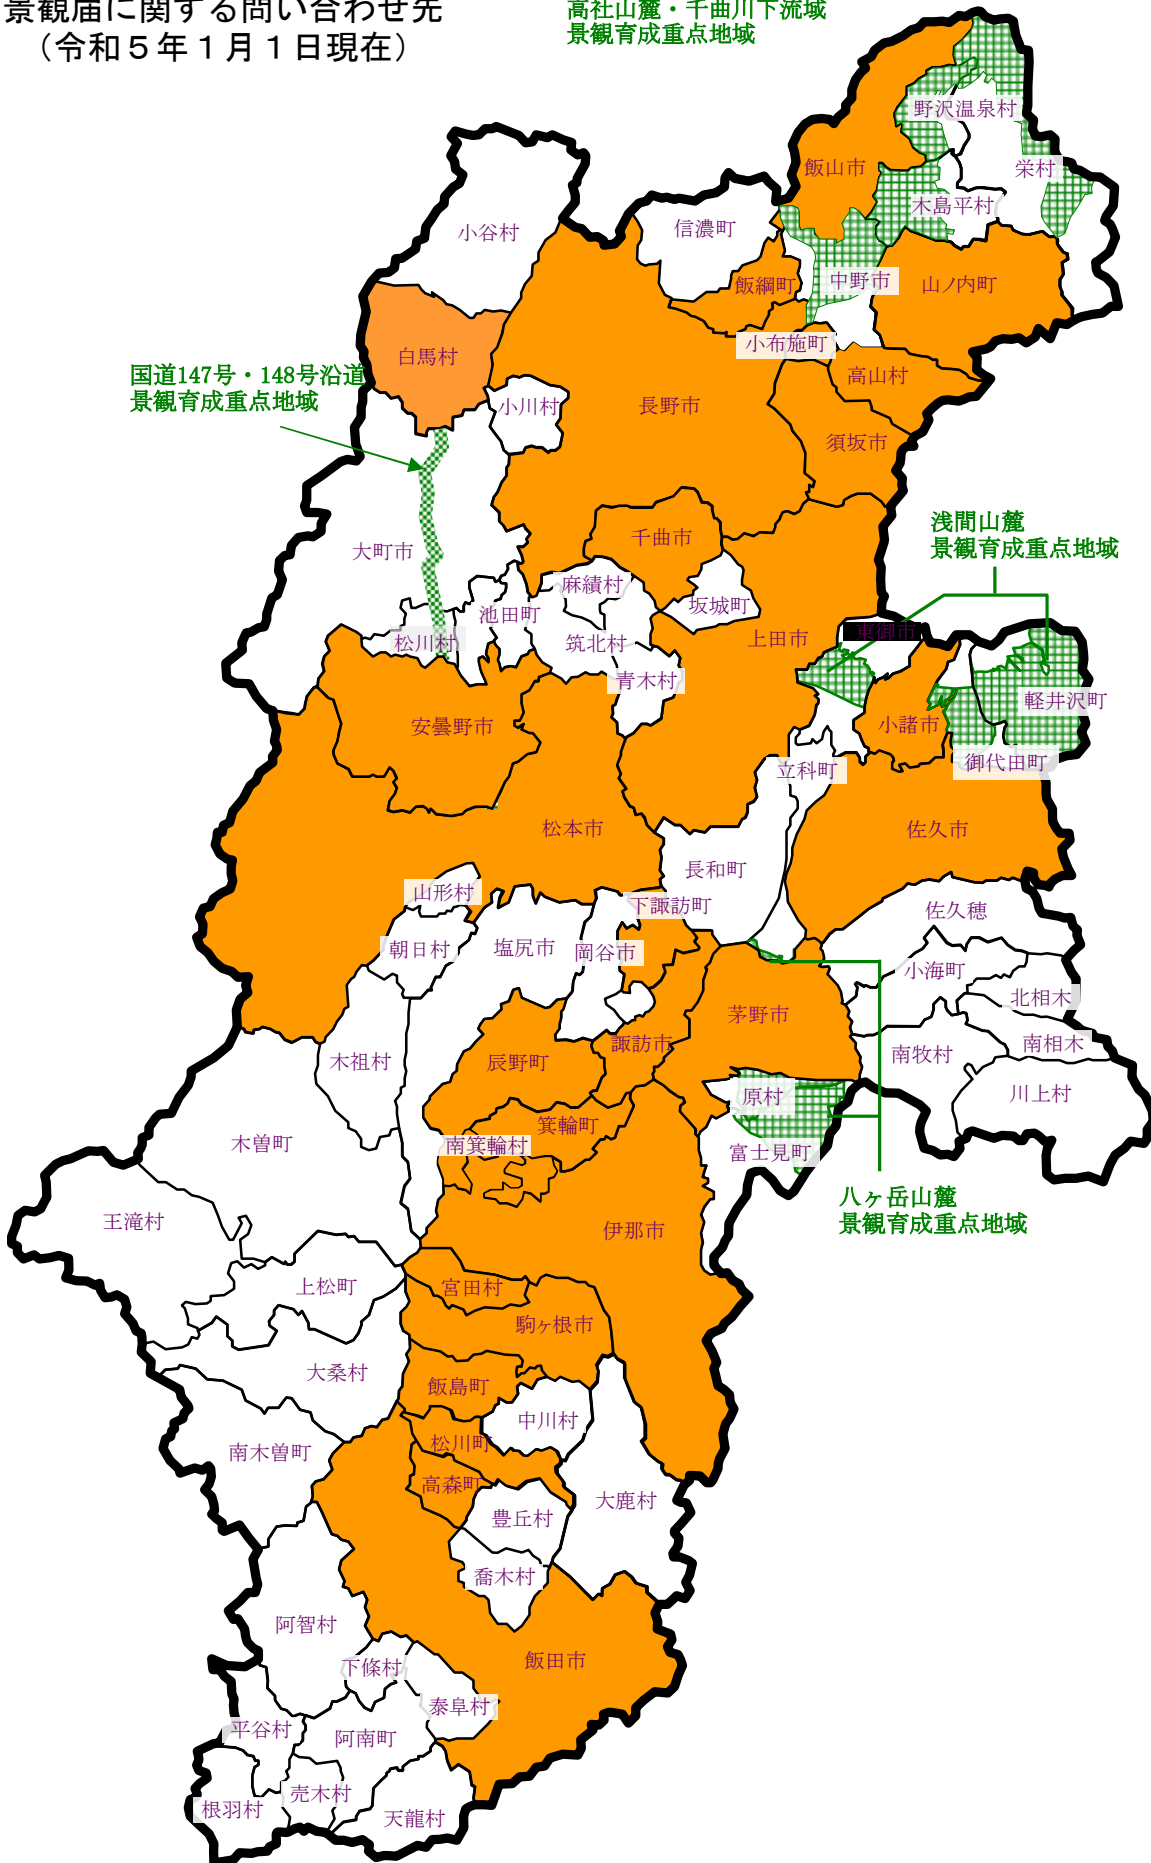 景観届に関する問い合わせ先
（令和５年１月１日現在）
高社山麓・千曲川下流域
景観育成重点地域
野沢温泉村
飯山市
栄村
木島平村
小谷村
信濃町
中野市
飯綱町
山ノ内町
小布施町
白馬村
高山村
国道147号・148号沿道
景観育成重点地域
小川村
長野市
須坂市
浅間山麓
景観育成重点地域
千曲市
大町市
麻績村
坂城町
池田町
東御市
松川村
筑北村
上田市
青木村
軽井沢町
安曇野市
小諸市
御代田町
立科町
松本市
佐久市
長和町
山形村
下諏訪町
佐久穂
朝日村
塩尻市
岡谷市
小海町
北相木
茅野市
諏訪市
南相木
南牧村
木祖村
辰野町
川上村
原村
箕輪町
木曽町
南箕輪村
富士見町
八ヶ岳山麓
景観育成重点地域
王滝村
伊那市
上松町
宮田村
駒ヶ根市
大桑村
飯島町
中川村
松川町
南木曽町
高森町
大鹿村
豊丘村
喬木村
阿智村
飯田市
下條村
泰阜村
平谷村
阿南町
売木村
根羽村
天龍村